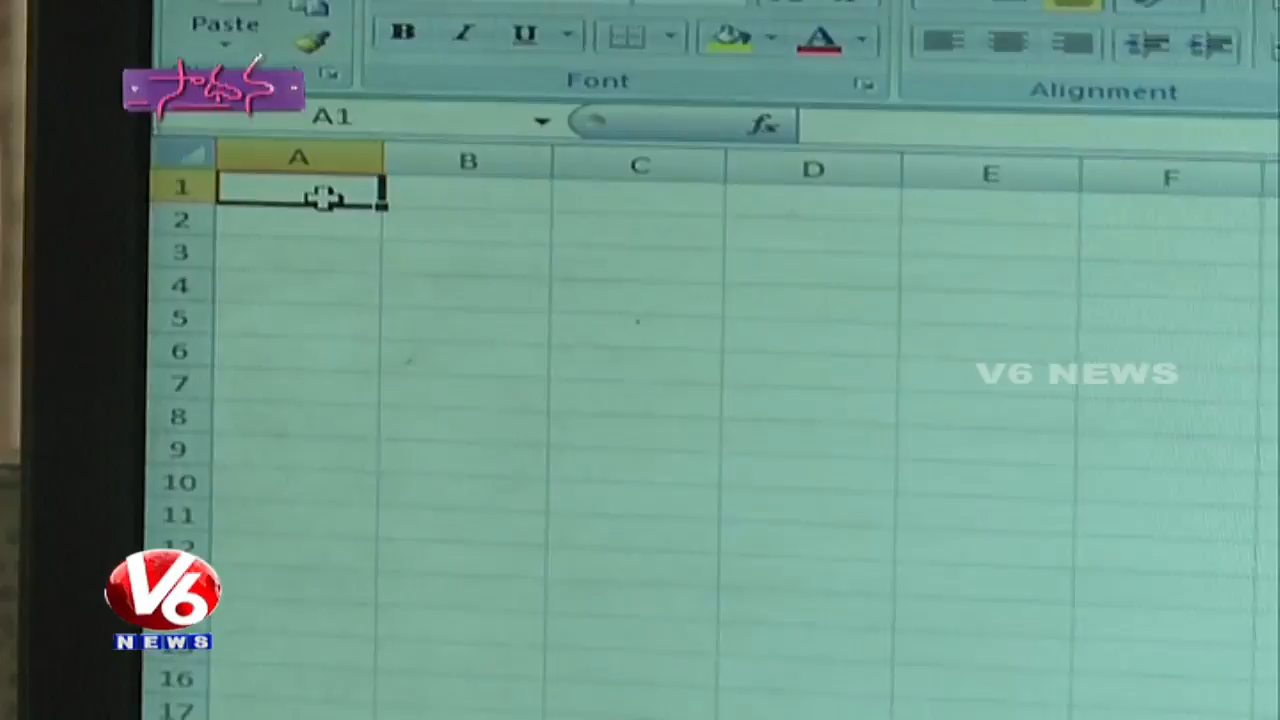 Paste
B I U A
Font
Alignment
A1
fx
A B C D E F
1
2
3
4
5
6
7
V6 NEWS
8
9
10
11
12
V6
NEWS
16
17